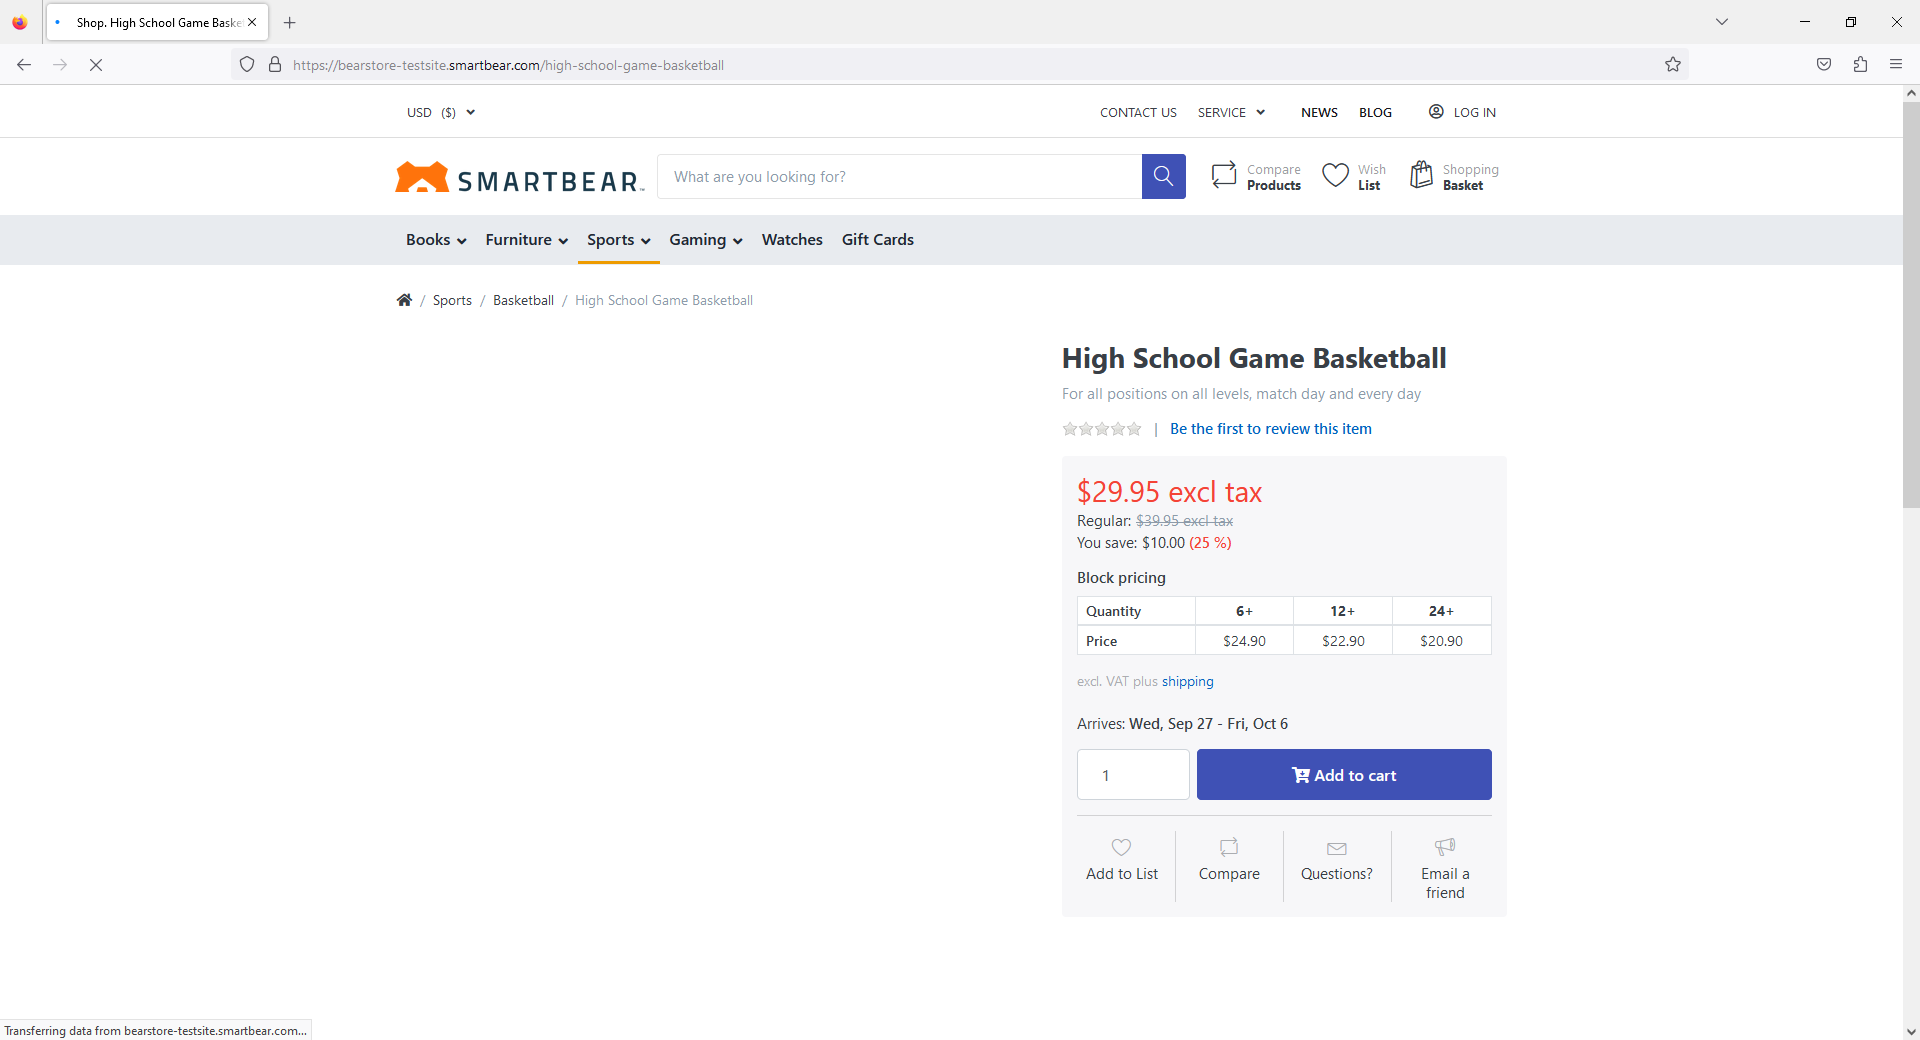 Shop. High School Game Baske
https://bearstore-testsite.smartbear.com/high-school-game-basketball
USD ($)
CONTACT US SERVICE NEWS BLOG LOG IN
SMARTBEAR
What are you looking for?
Compare Products
Wish List
Shopping Basket
Books Furniture Sports Gaming Watches Gift Cards
/ Sports / Basketball / High School Game Basketball
High School Game Basketball
For all positions on all levels, match day and every day
| Be the first to review this item
$29.95 excl tax
Regular: $39.95 excl tax
You save: $10.00 (25 %)
Block pricing
Quantity 6+ 12+ 24+
Price $24.90 $22.90 $20.90
excl. VAT plus shipping
Arrives: Wed, Sep 27 - Fri, Oct 6
1 Add to cart
Add to List
Compare
Questions?
Email a
friend
Transferring data from bearstore-testsite.smartbear.com...